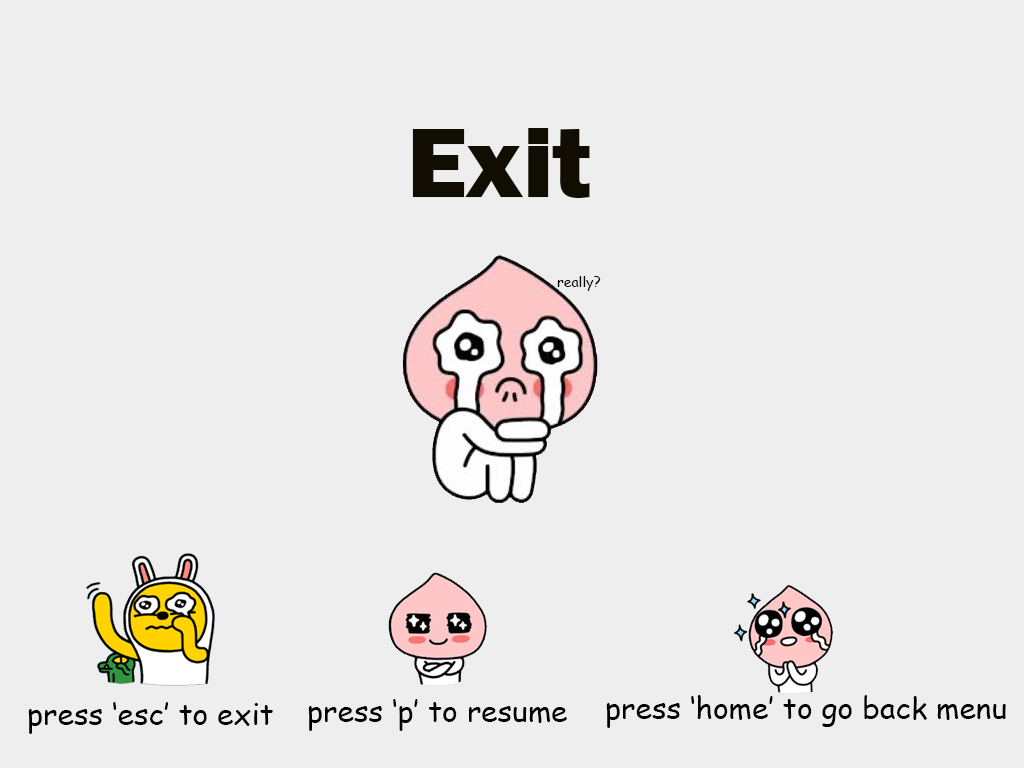 Exit
really?
press ‘esc’ to exit
press ‘p’ to resume
press ‘home’ to go back menu